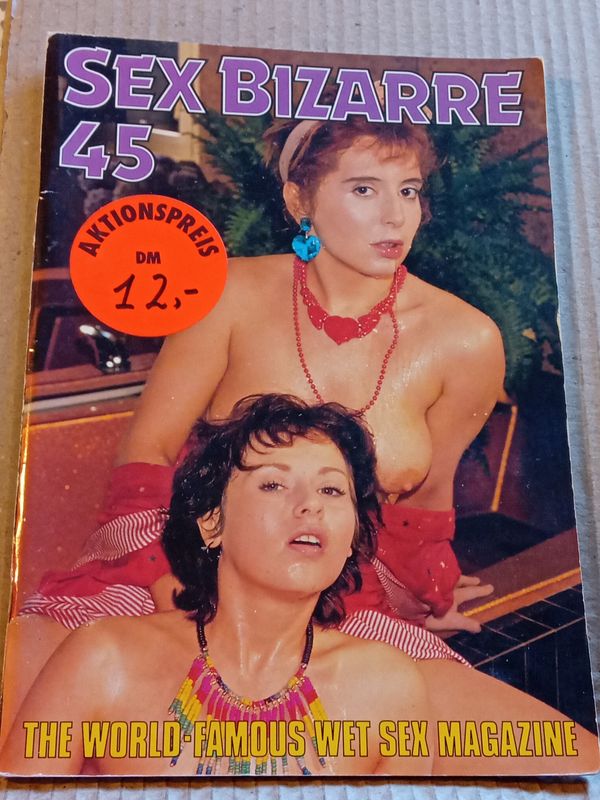 SEX BIZARRE
45
AKTIONSPREIS
DM
12,-
THE WORLD-FAMOUS WET SEX MAGAZINE